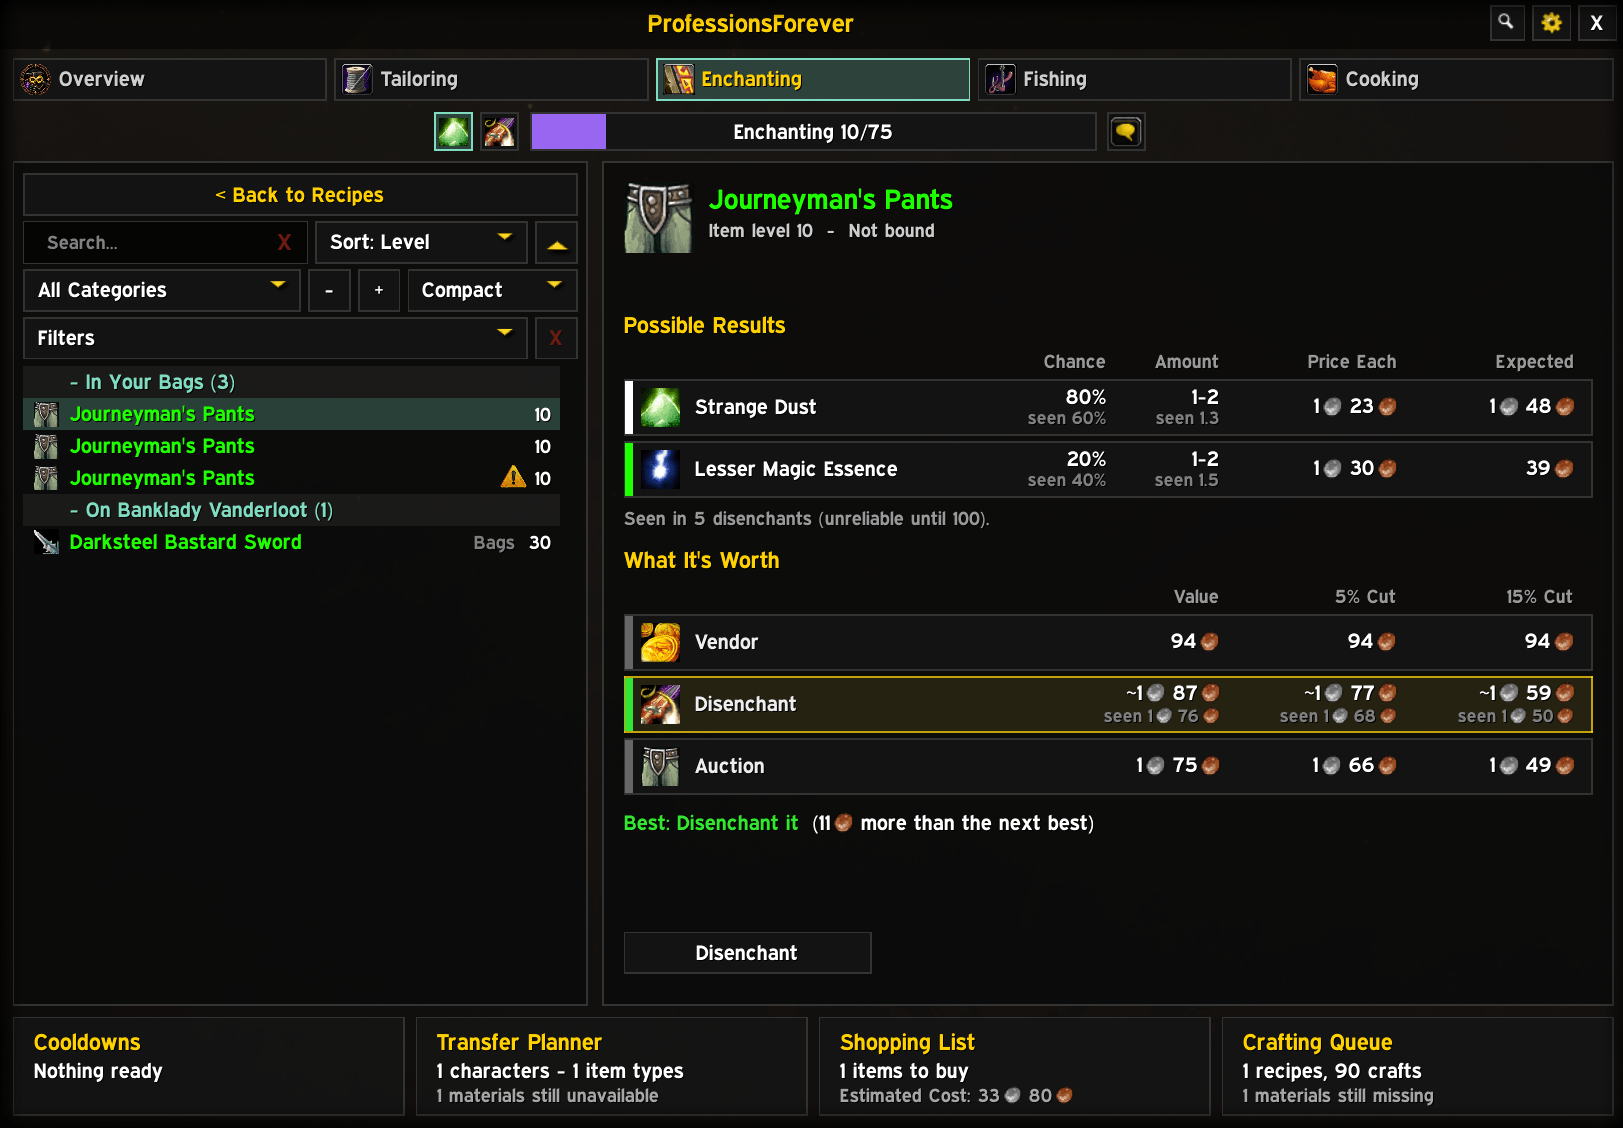 ProfessionsForever
X
Overview
Tailoring
Enchanting
Fishing
Cooking
Enchanting 10/75
< Back to Recipes
Search...
X
Sort: Level
All Categories
-
+
Compact
Filters
X
- In Your Bags (3)
Journeyman's Pants 10
Journeyman's Pants 10
Journeyman's Pants 10
- On Banklady Vanderloot (1)
Darksteel Bastard Sword Bags 30
Journeyman's Pants
Item level 10 - Not bound
Possible Results
Chance Amount Price Each Expected
Strange Dust 80% 1-2 1 23 1 48
seen 60% seen 1.3
Lesser Magic Essence 20% 1-2 1 30 39
seen 40% seen 1.5
Seen in 5 disenchants (unreliable until 100).
What It's Worth
Value 5% Cut 15% Cut
Vendor 94 94 94
Disenchant ~1 87 ~1 77 ~1 59
seen 1 76 seen 1 68 seen 1 50
Auction 1 75 1 66 1 49
Best: Disenchant it (11 more than the next best)
Disenchant
Cooldowns
Nothing ready
Transfer Planner
1 characters - 1 item types
1 materials still unavailable
Shopping List
1 items to buy
Estimated Cost: 33 80
Crafting Queue
1 recipes, 90 crafts
1 materials still missing